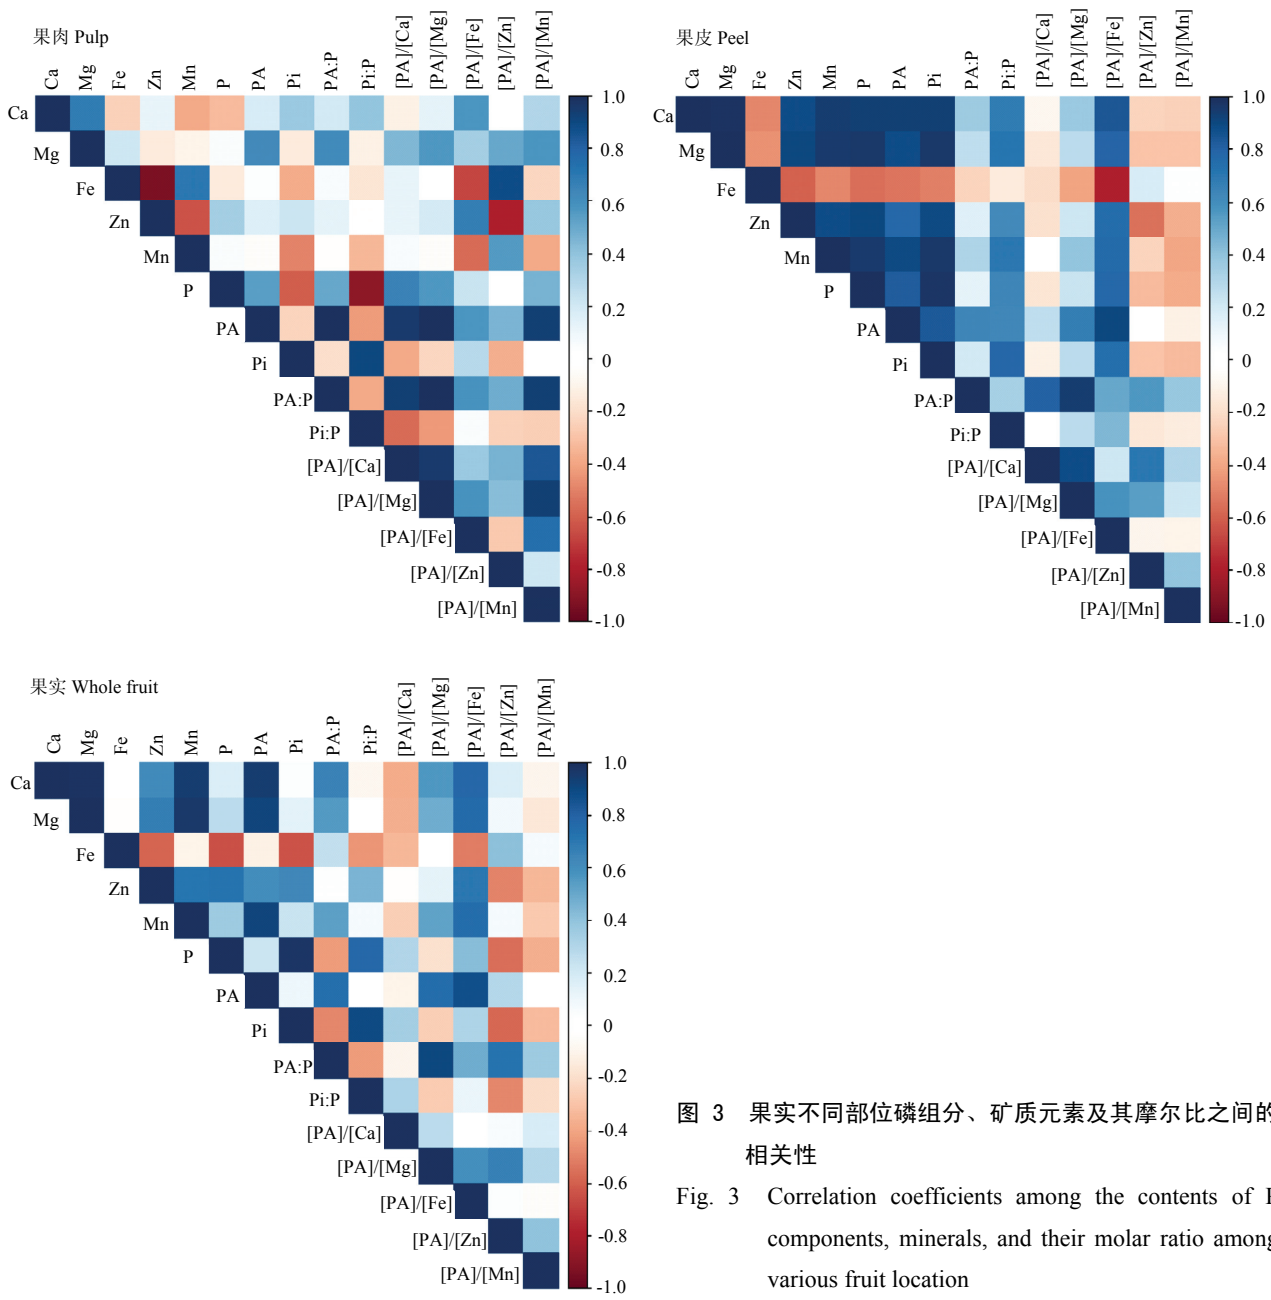 果肉 Pulp
Ca Mg Fe Zn Mn P PA Pi PA:P Pi:P [PA]/[Ca] [PA]/[Mg] [PA]/[Fe] [PA]/[Zn] [PA]/[Mn]
Ca
Mg
Fe
Zn
Mn
P
PA
Pi
PA:P
Pi:P
[PA]/[Ca]
[PA]/[Mg]
[PA]/[Fe]
[PA]/[Zn]
[PA]/[Mn]
1.0
0.8
0.6
0.4
0.2
0
-0.2
-0.4
-0.6
-0.8
-1.0
果皮 Peel
Ca Mg Fe Zn Mn P PA Pi PA:P Pi:P [PA]/[Ca] [PA]/[Mg] [PA]/[Fe] [PA]/[Zn] [PA]/[Mn]
Ca
Mg
Fe
Zn
Mn
P
PA
Pi
PA:P
Pi:P
[PA]/[Ca]
[PA]/[Mg]
[PA]/[Fe]
[PA]/[Zn]
[PA]/[Mn]
1.0
0.8
0.6
0.4
0.2
0
-0.2
-0.4
-0.6
-0.8
-1.0
果实 Whole fruit
Ca Mg Fe Zn Mn P PA Pi PA:P Pi:P [PA]/[Ca] [PA]/[Mg] [PA]/[Fe] [PA]/[Zn] [PA]/[Mn]
Ca
Mg
Fe
Zn
Mn
P
PA
Pi
PA:P
Pi:P
[PA]/[Ca]
[PA]/[Mg]
[PA]/[Fe]
[PA]/[Zn]
[PA]/[Mn]
1.0
0.8
0.6
0.4
0.2
0
-0.2
-0.4
-0.6
-0.8
-1.0
图 3 果实不同部位磷组分、矿质元素及其摩尔比之间的
相关性
Fig. 3 Correlation coefficients among the contents of P
components, minerals, and their molar ratio among
various fruit location